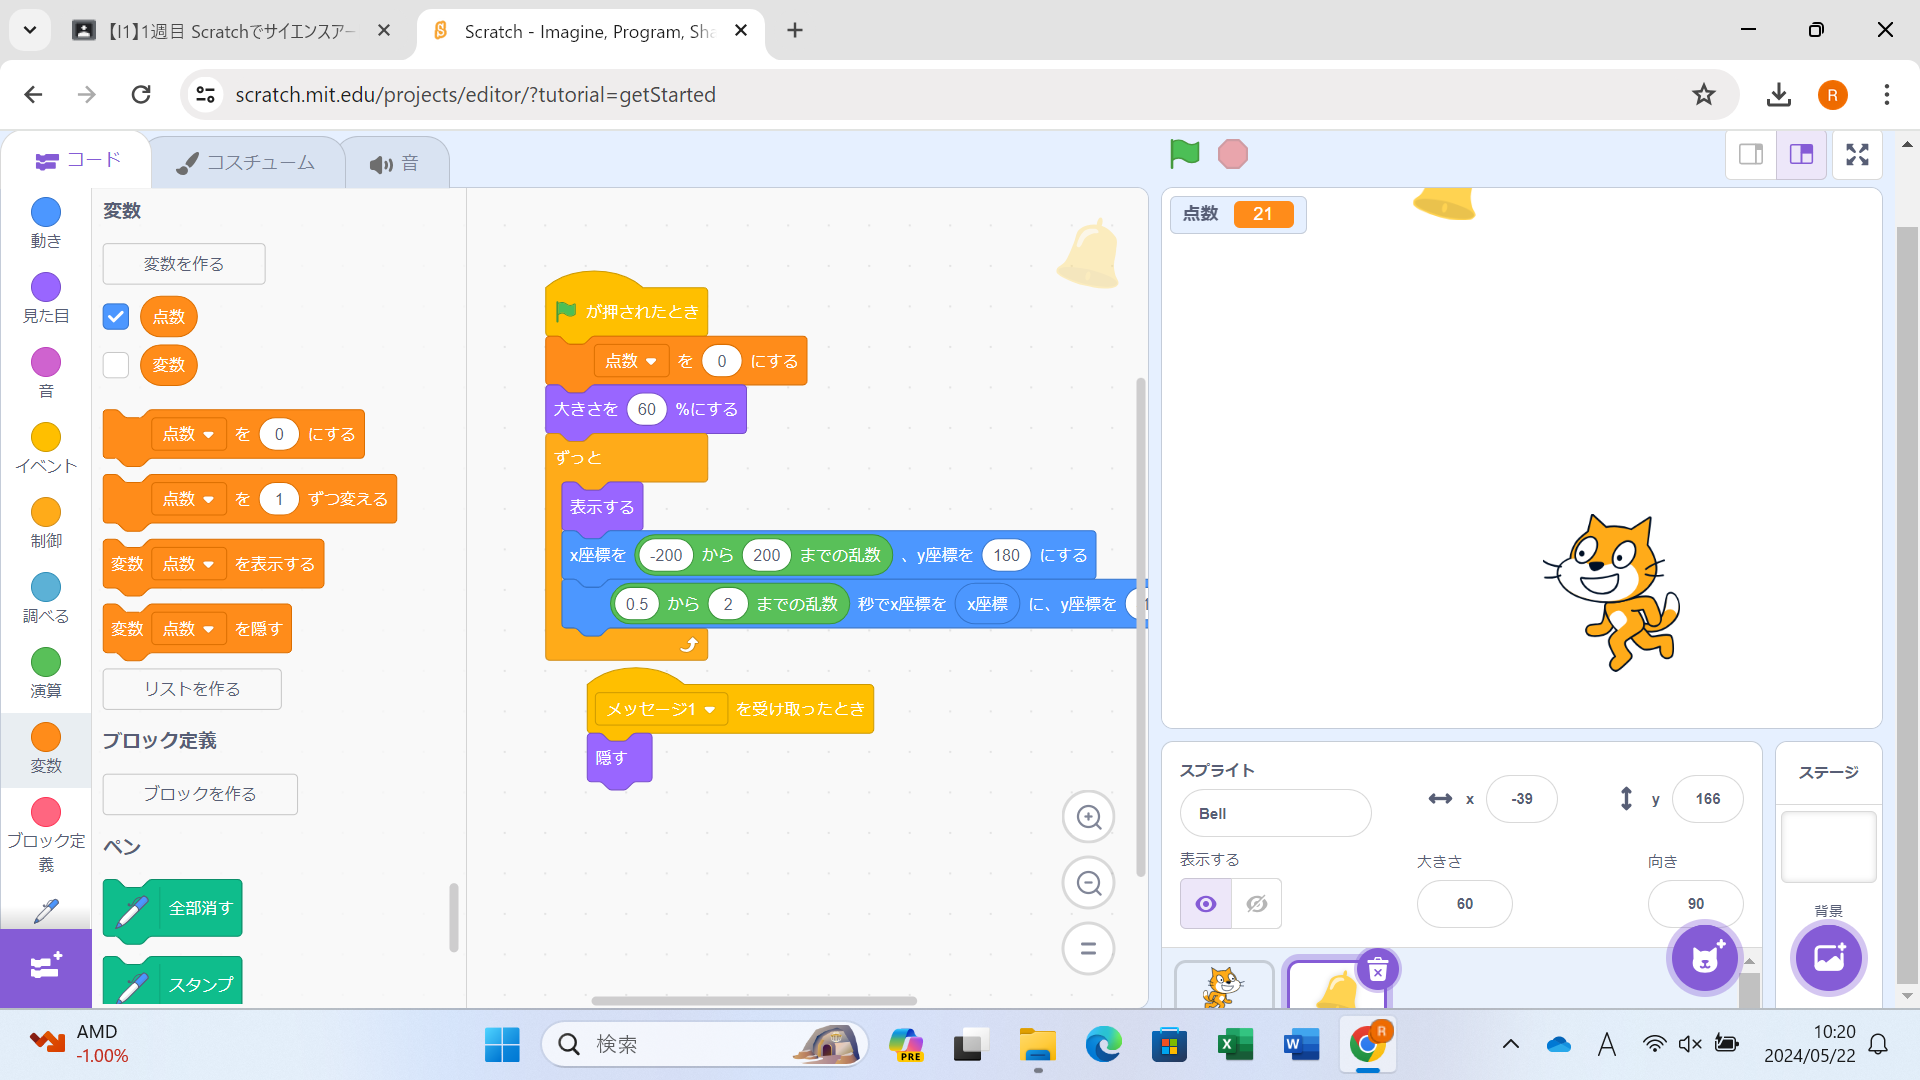 【I1】1週目 Scratchでサイエンスアー
Scratch - Imagine, Program, Sha
scratch.mit.edu/projects/editor/?tutorial=getStarted
R
コード
コスチューム
音
動き
見た目
音
イベント
制御
調べる
演算
変数
ブロック定義
変数
変数を作る
点数
変数
点数 を 0 にする
点数 を 1 ずつ変える
変数 点数 を表示する
変数 点数 を隠す
リストを作る
ブロック定義
ブロックを作る
ペン
全部消す
スタンプ
が押されたとき
点数 を 0 にする
大きさを 60 %にする
ずっと
表示する
x座標を -200 から 200 までの乱数 、y座標を 180 にする
0.5 から 2 までの乱数 秒でx座標を x座標 に、y座標を
メッセージ1 を受け取ったとき
隠す
点数 21
スプライト
Bell
x -39
y 166
表示する
大きさ
60
向き
90
ステージ
背景
AMD
-1.00%
検索
PRE
R
A
10:20
2024/05/22